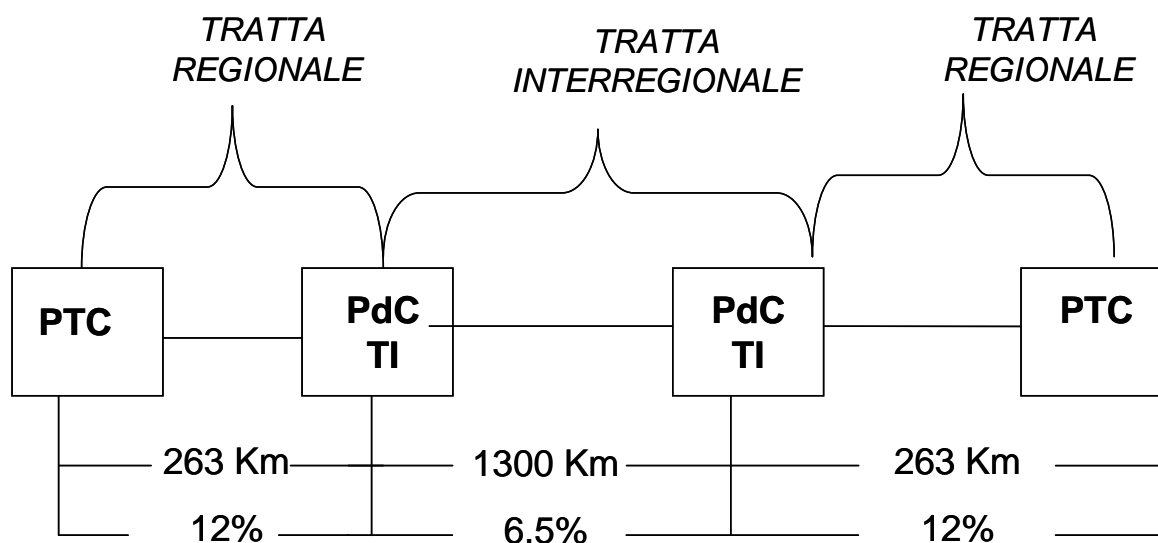 TRATTA
REGIONALE
TRATTA
INTERREGIONALE
TRATTA
REGIONALE
PTC
PdC
TI
PdC
TI
PTC
263 Km
1300 Km
263 Km
12%
6.5%
12%